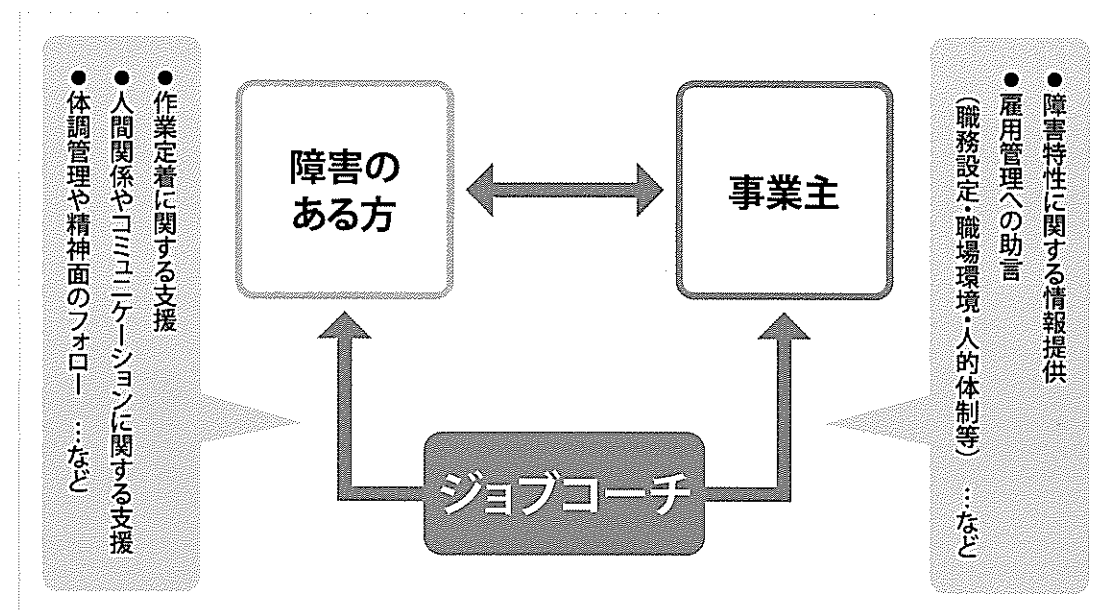 ●作業定着に関する支援
●人間関係やコミュニケーションに関する支援
●体調管理や精神面のフォロー …など
障害の
ある方
事業主
ジョブコーチ
●障害特性に関する情報提供
●雇用管理への助言
(職務設定・職場環境・人的体制等) …など